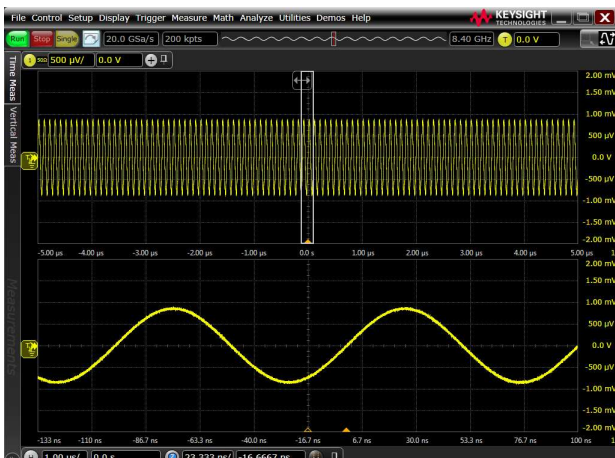 File Control Setup Display Trigger Measure Math Analyze Utilities Demos Help
KEYSIGHT
TECHNOLOGIES
Run Stop Single 20.0 GSa/s 200 kpts 8.40 GHz T 0.0 V
1 50Ω 500 µV/ 0.0 V
Time Meas
Vertical Meas
Measurements
2.00 mV
1.50 mV
1.00 mV
500 µV
0.0 V
-500 µV
-1.00 mV
-1.50 mV
-2.00 mV
-5.00 µs -4.00 µs -3.00 µs -2.00 µs -1.00 µs 0.0 s 1.00 µs 2.00 µs 3.00 µs 4.00 µs 5.00 µs
2.00 mV
1.50 mV
1.00 mV
500 µV
0.0 V
-500 µV
-1.00 mV
-1.50 mV
-2.00 mV
-133 ns -110 ns -86.7 ns -63.3 ns -40.0 ns -16.7 ns 6.7 ns 30.0 ns 53.3 ns 76.7 ns 100 ns
H 1.00 µs/ 0.0 s 23.333 ns/ -16.6667 ns